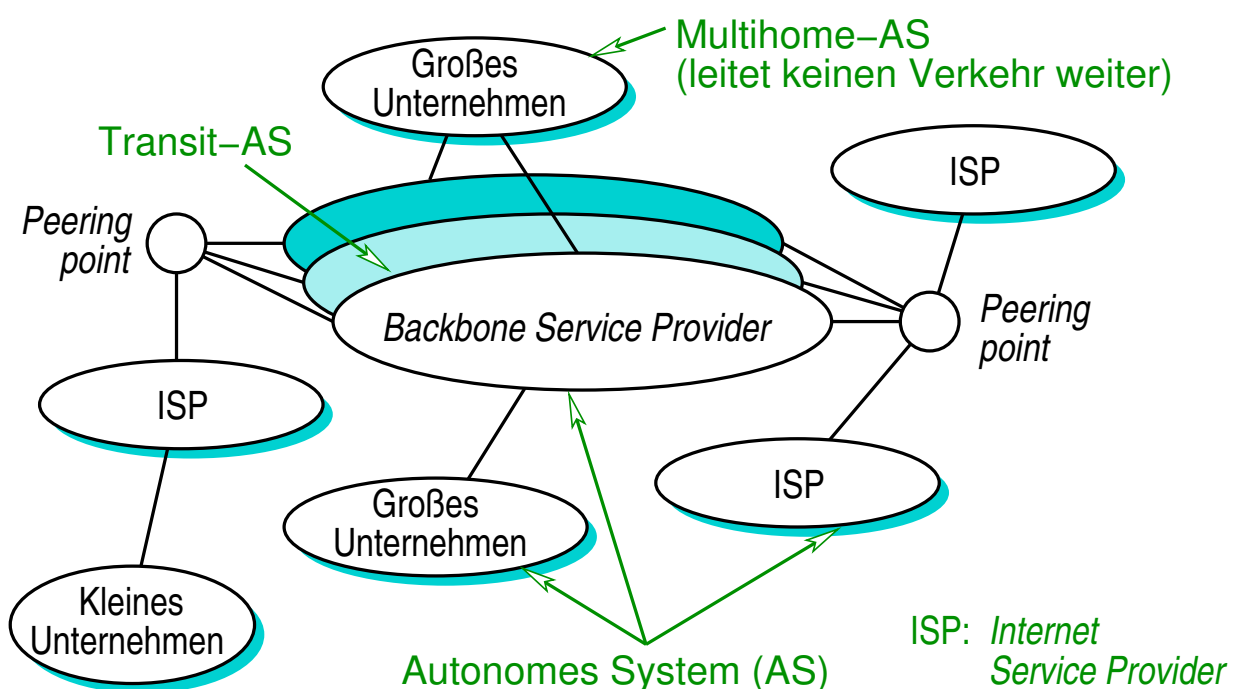 Multihome–AS
(leitet keinen Verkehr weiter)
Großes
Unternehmen
Transit–AS
ISP
Peering
point
Backbone Service Provider
Peering
point
ISP
ISP
Großes
Unternehmen
Kleines
Unternehmen
Autonomes System (AS)
ISP: Internet
Service Provider